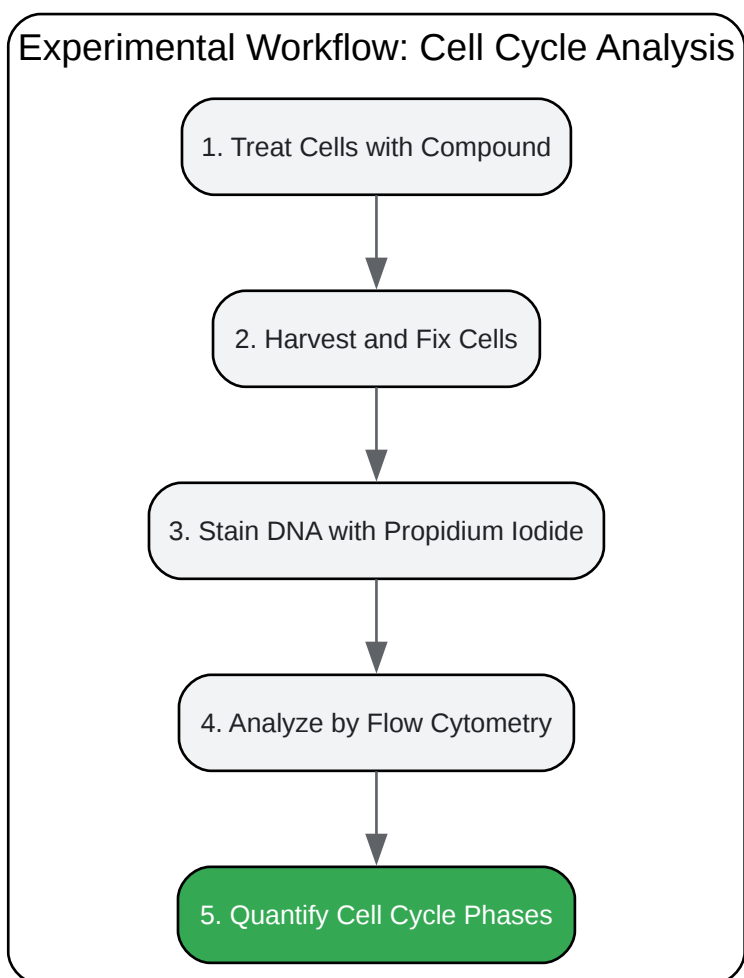 Experimental Workflow: Cell Cycle Analysis
1. Treat Cells with Compound
2. Harvest and Fix Cells
3. Stain DNA with Propidium Iodide
4. Analyze by Flow Cytometry
5. Quantify Cell Cycle Phases